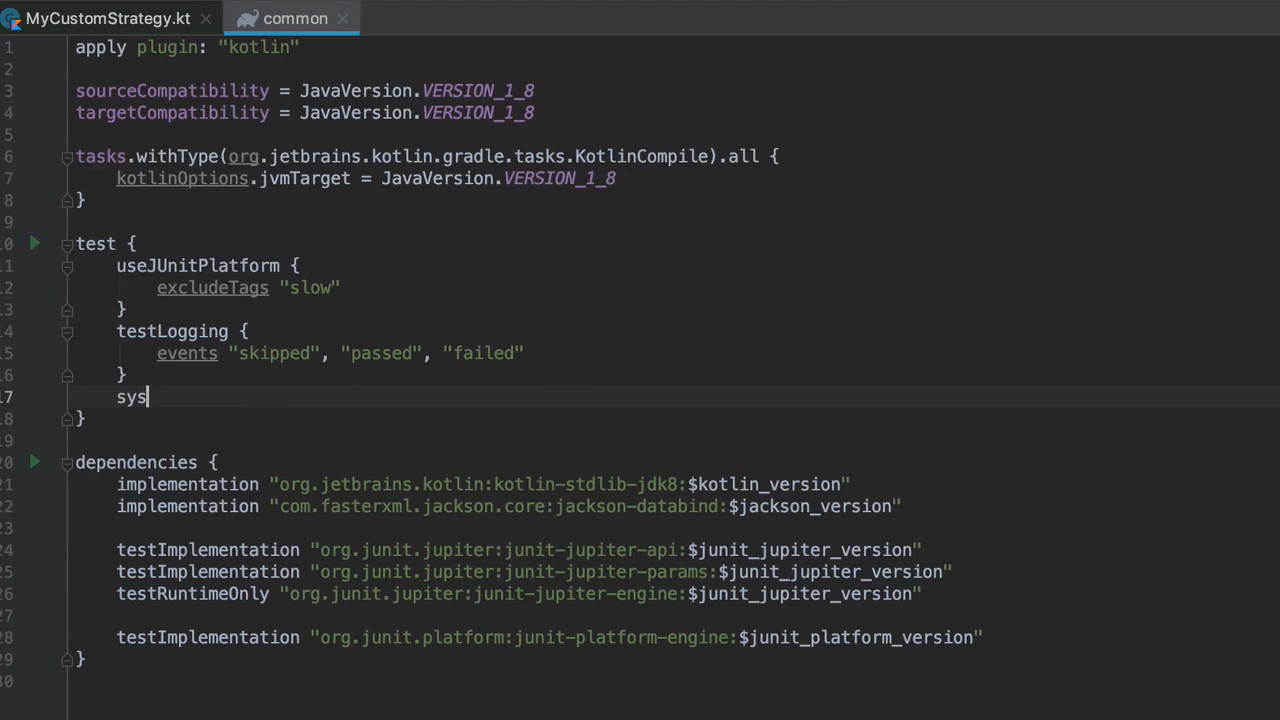 MyCustomStrategy.kt common
1 apply plugin: "kotlin"
2
3 sourceCompatibility = JavaVersion.VERSION_1_8
4 targetCompatibility = JavaVersion.VERSION_1_8
5
6 tasks.withType(org.jetbrains.kotlin.gradle.tasks.KotlinCompile).all {
7 kotlinOptions.jvmTarget = JavaVersion.VERSION_1_8
8 }
9
10 test {
11 useJUnitPlatform {
12 excludeTags "slow"
13 }
14 testLogging {
15 events "skipped", "passed", "failed"
16 }
17 sys
18 }
19
20 dependencies {
21 implementation "org.jetbrains.kotlin:kotlin-stdlib-jdk8:$kotlin_version"
22 implementation "com.fasterxml.jackson.core:jackson-databind:$jackson_version"
23
24 testImplementation "org.junit.jupiter:junit-jupiter-api:$junit_jupiter_version"
25 testImplementation "org.junit.jupiter:junit-jupiter-params:$junit_jupiter_version"
26 testRuntimeOnly "org.junit.jupiter:junit-jupiter-engine:$junit_jupiter_version"
27
28 testImplementation "org.junit.platform:junit-platform-engine:$junit_platform_version"
29 }
30